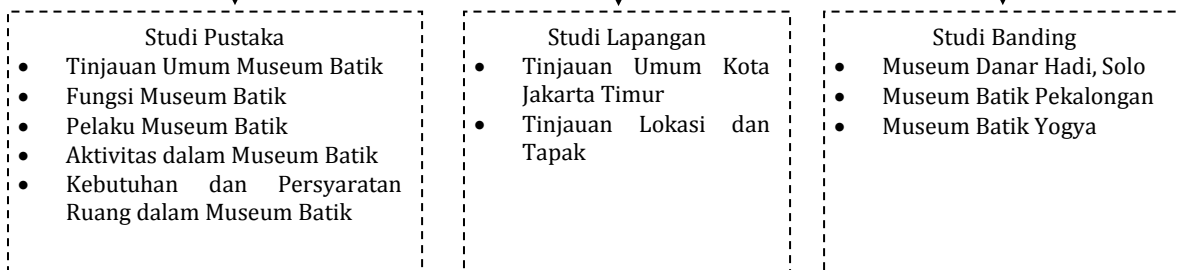 Studi Pustaka
• Tinjauan Umum Museum Batik
• Fungsi Museum Batik
• Pelaku Museum Batik
• Aktivitas dalam Museum Batik
• Kebutuhan dan Persyaratan
Ruang dalam Museum Batik
Studi Lapangan
• Tinjauan Umum Kota
Jakarta Timur
• Tinjauan Lokasi dan
Tapak
Studi Banding
• Museum Danar Hadi, Solo
• Museum Batik Pekalongan
• Museum Batik Yogya